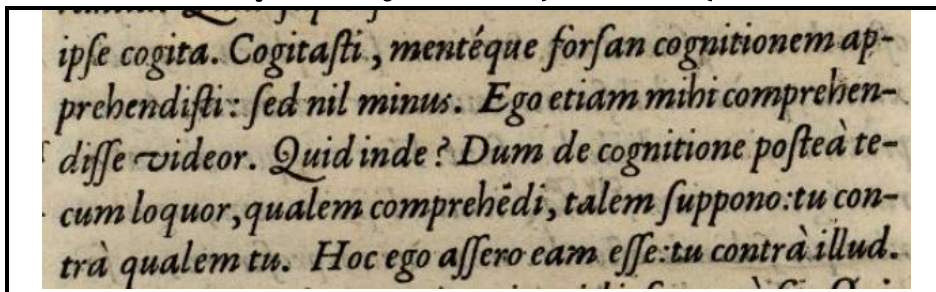 ipſe cogita. Cogitaſti, mentéque forſan cognitionem ap-
prehendiſti: ſed nil minus. Ego etiam mihi comprehen-
diſſe videor. Quid inde? Dum de cognitione poſteà te-
cum loquor, qualem comprehēdi, talem ſuppono: tu con-
trà qualem tu. Hoc ego aſſero eam eſſe: tu contrà illud.